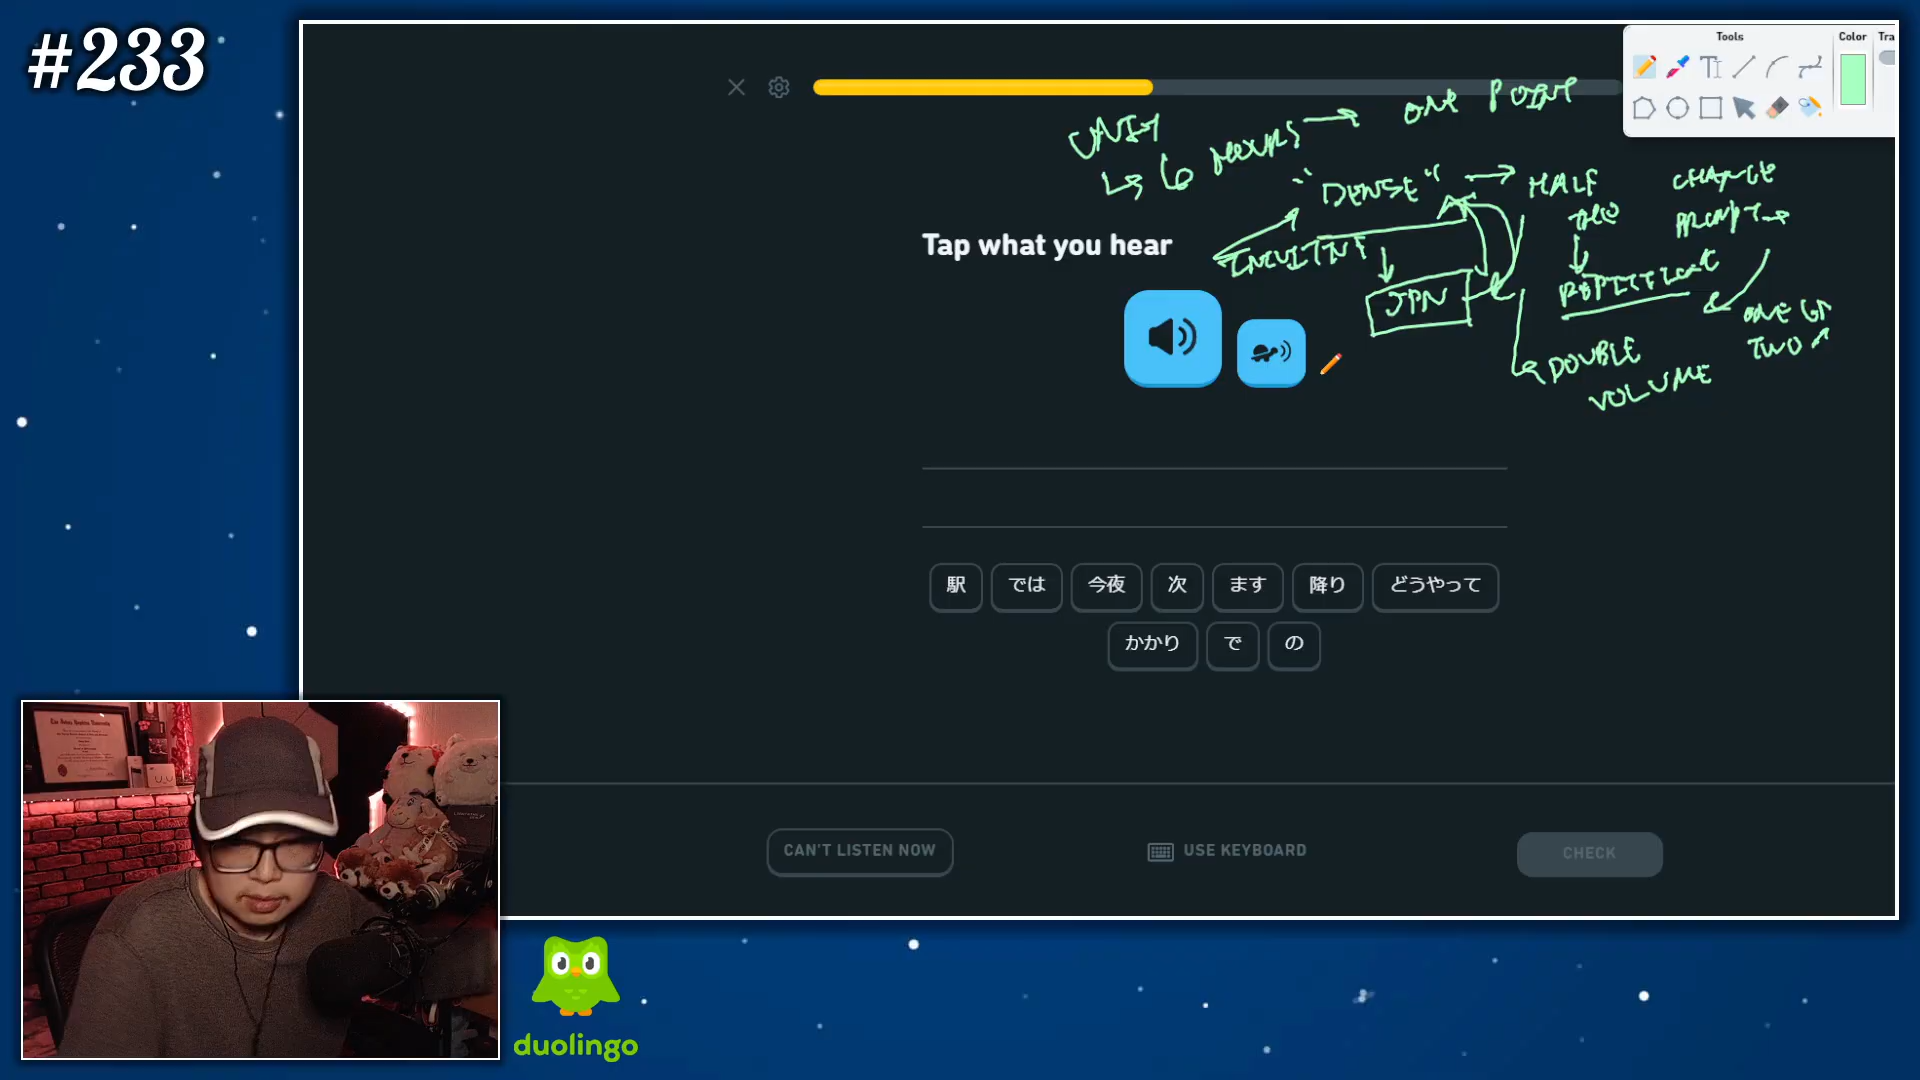 #233
Tools
Color
Tra
UNIT
↳ 6 HOURS → ONE POINT
"DENSE" → HALF
THE
CHANGE
PROMPT →
JPN
ONE OR
TWO
DOUBLE
VOLUME
Tap what you hear
駅 では 今夜 次 ます 降り どうやって
かかり で の
CAN'T LISTEN NOW
USE KEYBOARD
CHECK
duolingo